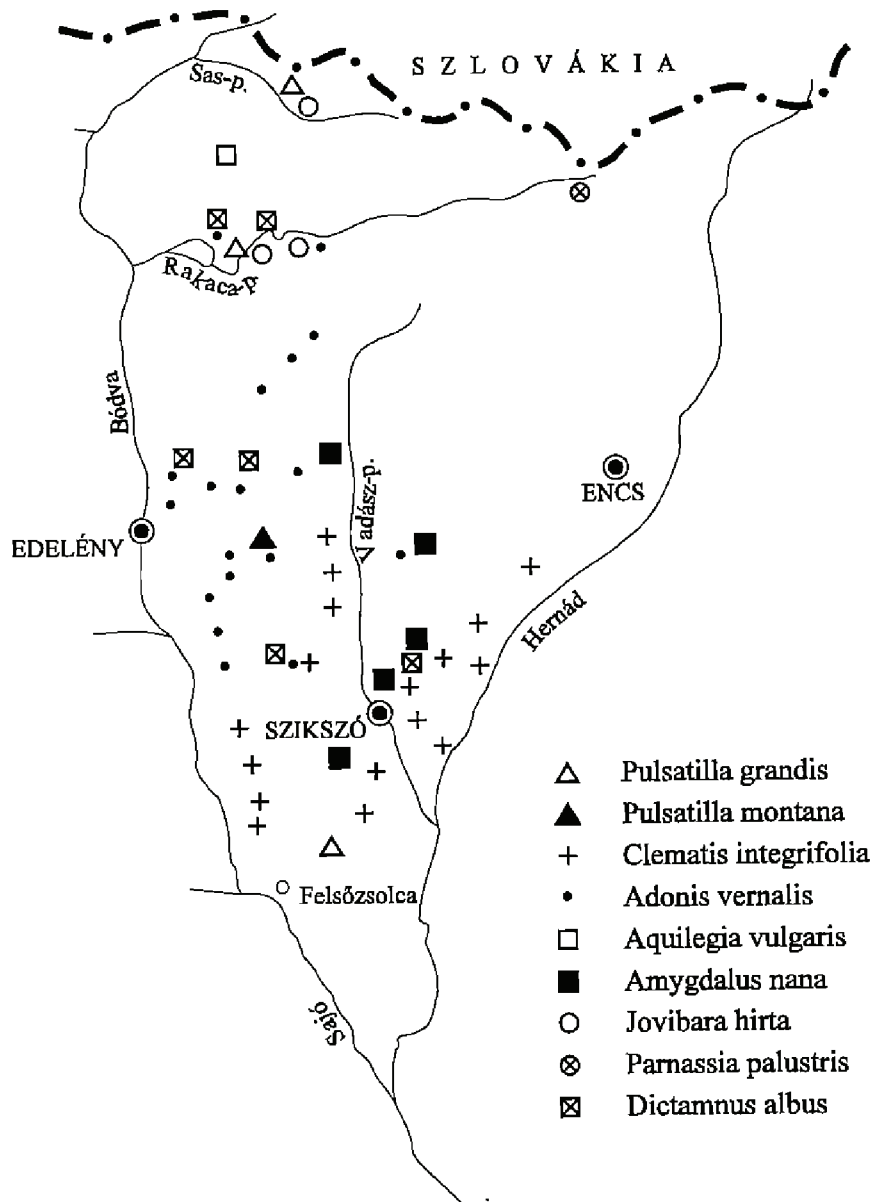 SZLOVÁKIA
Sas-p.
Rakaca-p.
Bódva
Vadász-p.
ENCS
EDELÉNY
Hernád
SZIKSZÓ
Felsőzsolca
Sajó
Pulsatilla grandis
Pulsatilla montana
Clematis integrifolia
Adonis vernalis
Aquilegia vulgaris
Amygdalus nana
Jovibara hirta
Parnassia palustris
Dictamnus albus